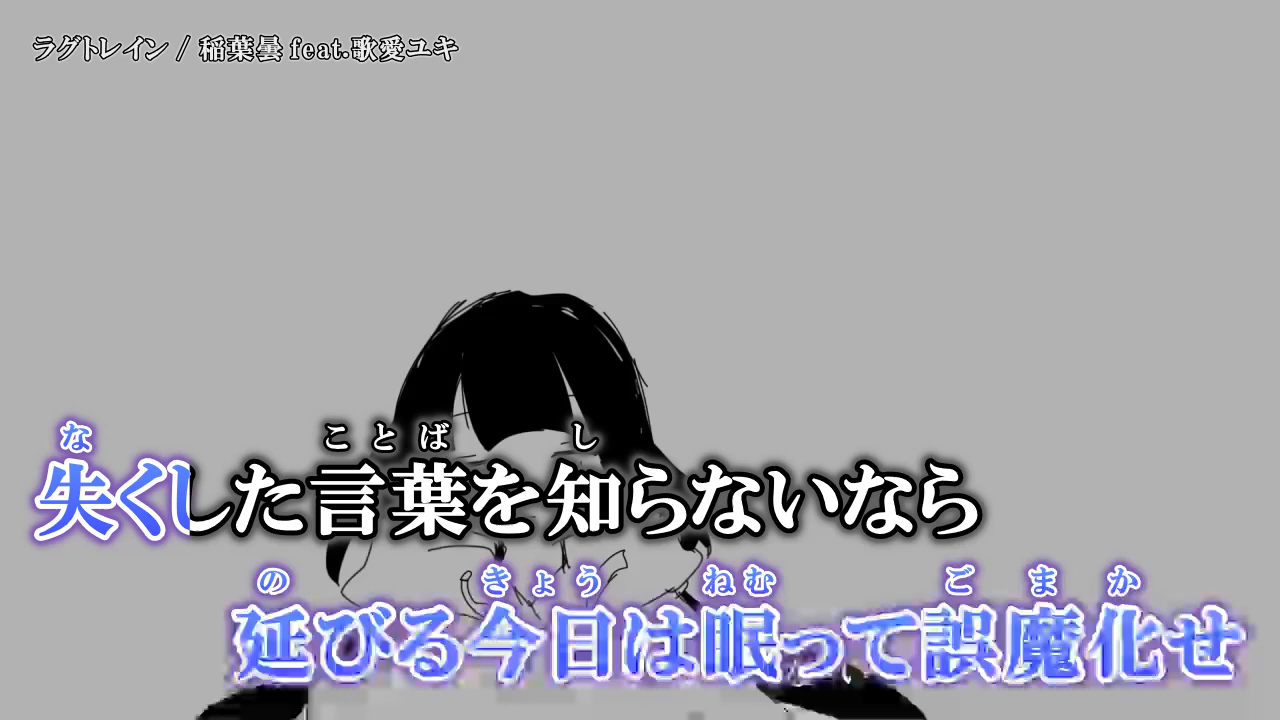 ラグトレイン / 稲葉曇 feat.歌愛ユキ
な ことば し
失くした言葉を知らないなら
の きょう ねむ ごまか
延びる今日は眠って誤魔化せ